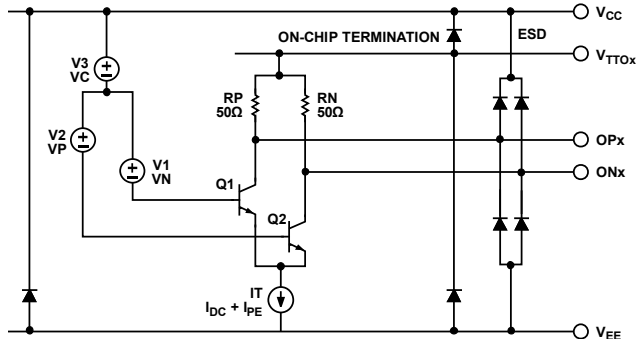 V_CC
ESD
ON-CHIP TERMINATION
V_TTOx
V3
VC
RP
50Ω
RN
50Ω
V2
VP
OPx
V1
VN
ONx
Q1
Q2
IT
I_DC + I_PE
V_EE